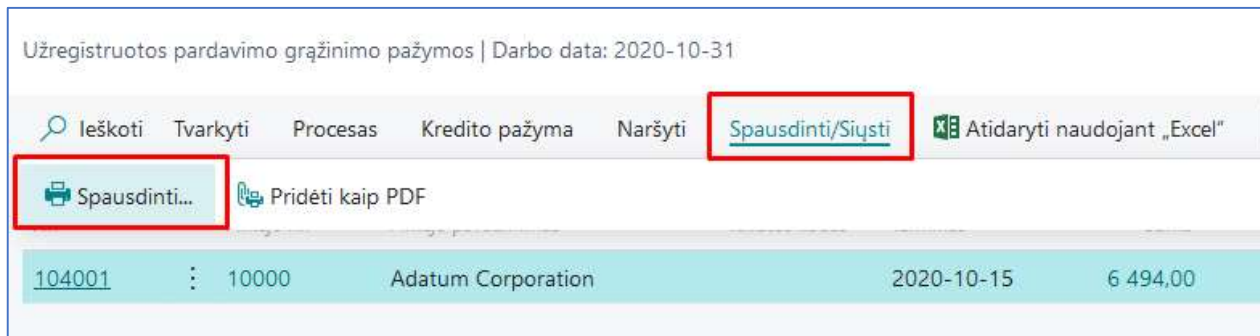 Užregistruotos pardavimo grąžinimo pažymos | Darbo data: 2020-10-31
Ieškoti Tvarkyti Procesas Kredito pažyma Naršyti Spausdinti/Siųsti Atidaryti naudojant „Excel“
Spausdinti... Pridėti kaip PDF
104001 10000 Adatum Corporation 2020-10-15 6 494,00